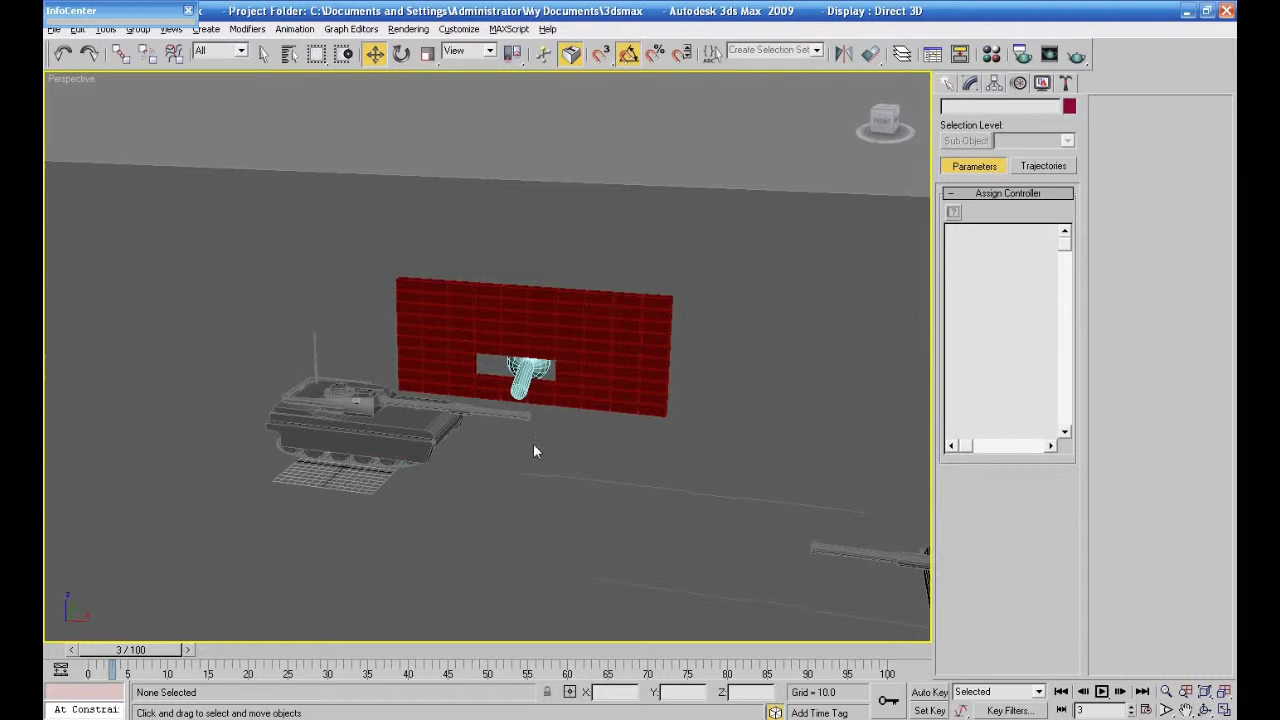 InfoCenter
- Project Folder: C:\Documents and Settings\Administrator\My Documents\3dsmax - Autodesk 3ds Max 2009 - Display : Direct 3D
File Edit Tools Group Views Create Modifiers Animation Graph Editors Rendering Customize MAXScript Help
All
View
3
ABC
Create Selection Set
Perspective
FRONT
Selection Level:
Sub-Object
Parameters Trajectories
- Assign Controller
?
z
x
< 3 / 100 >
0 5 10 15 20 25 30 35 40 45 50 55 60 65 70 75 80 85 90 95 100
None Selected X: Y: Z: Grid = 10.0 Auto Key Selected
At Constrai Click and drag to select and move objects Add Time Tag Set Key Key Filters... 3